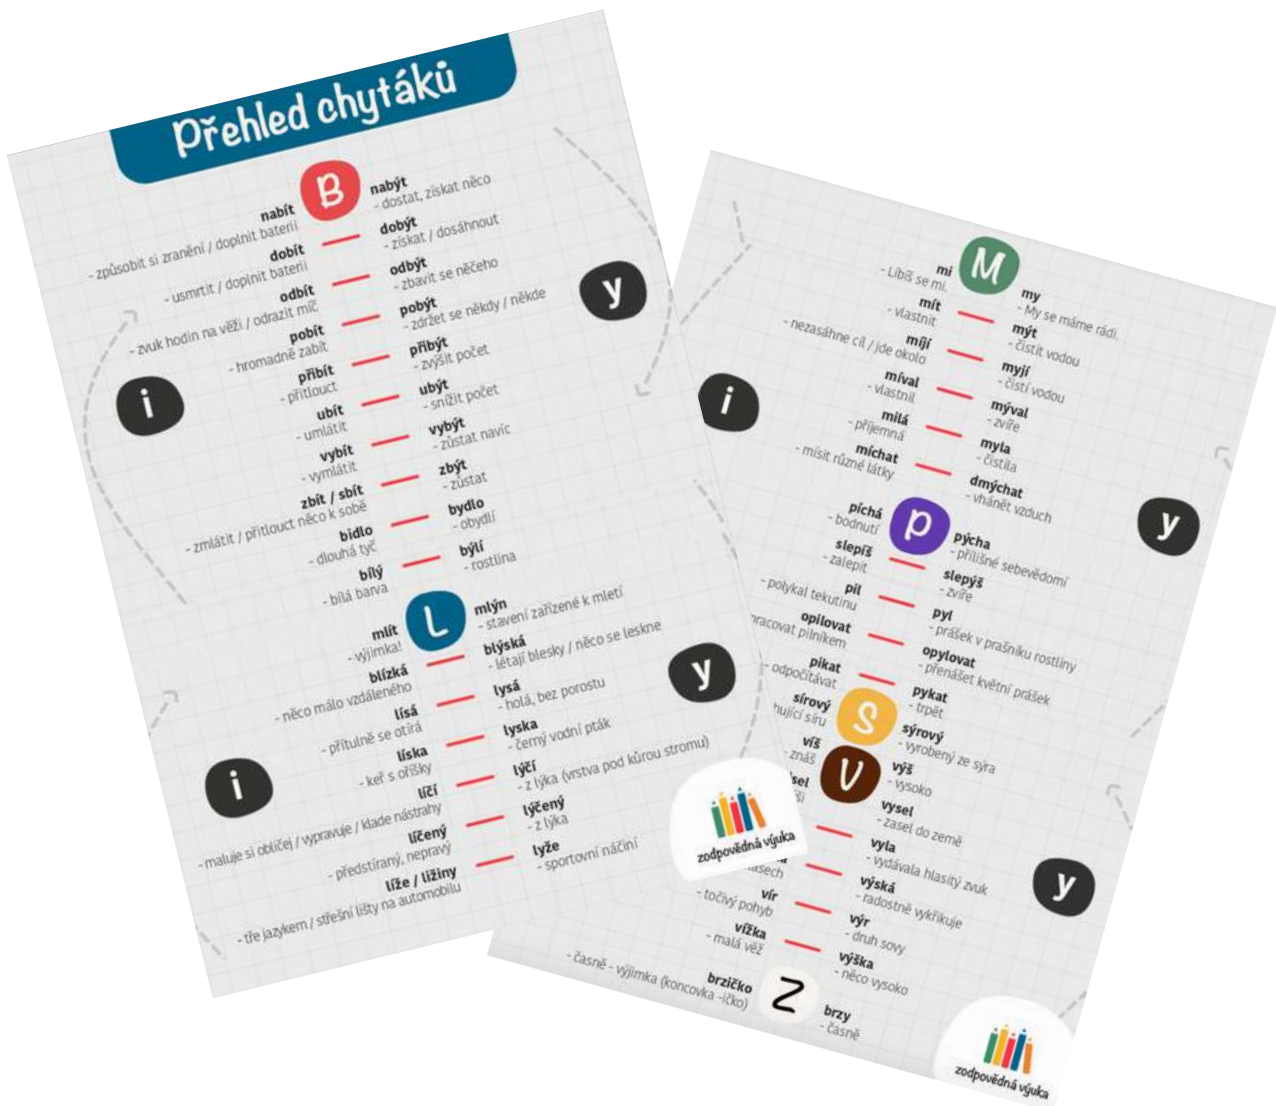 Přehled chytáků
B
nabít
- způsobit si zranění / doplnit baterii
nabýt
- dostat, získat něco
dobít
- usmrtit / doplnit baterii
dobýt
- získat / dosáhnout
odbít
- zvuk hodin na věži / odrazit míč
odbýt
- zbavit se něčeho
pobít
- hromadně zabít
pobýt
- zdržet se někdy / někde
přibít
- přitlouct
přibýt
- zvýšit počet
ubít
- umlátit
ubýt
- snížit počet
vybít
- vymlátit
vybýt
- zůstat navíc
zbít / sbít
- zmlátit / přitlouct něco k sobě
zbýt
- zůstat
bidlo
- dlouhá tyč
bydlo
- obydlí
bílý
- bílá barva
býlí
- rostlina
i
y
L
mlít
- výjimka!
mlýn
- stavení zařízené k mletí
blízká
- něco málo vzdáleného
blýská
- létají blesky / něco se leskne
lísá
- přítulně se otírá
lysá
- holá, bez porostu
líska
- keř s oříšky
lyska
- černý vodní pták
líčí
- maluje si obličej / vypravuje / klade nástrahy
lýčí
- z lýka (vrstva pod kůrou stromu)
líčený
- předstíraný, nepravý
lýčený
- z lýka
líže / ližiny
- tře jazykem / střešní lišty na automobilu
lyže
- sportovní náčiní
i
y
zodpovědná výuka
M
mi
- Líbíš se mi.
my
- My se máme rádi.
mít
- vlastnit
mýt
- čistit vodou
míjí
- nezasáhne cíl / jde okolo
myjí
- čistí vodou
míval
- vlastnil
mýval
- zvíře
milá
- příjemná
myla
- čistila
míchat
- mísit různé látky
dmýchat
- vhánět vzduch
i
y
P
píchá
- bodnutí
pýcha
- přílišné sebevědomí
slepíš
- zalepit
slepýš
- zvíře
pil
- polykal tekutinu
pyl
- prášek v prašníku rostliny
opilovat
pracovat pilníkem
opylovat
- přenášet květní prášek
pikat
- odpočítávat
pykat
- trpět
S
sírový
hující síru
sýrový
- vyrobený ze sýra
V
víš
- znáš
výš
- vysoko
sel
ší
vysel
- zasel do země
asech
vyla
- vydávala hlasitý zvuk
výská
- radostně vykřikuje
vír
- točivý pohyb
výr
- druh sovy
vížka
- malá věž
výška
- něco vysoko
y
Z
brzičko
- časně - výjimka (koncovka -ičko)
brzy
- časně
zodpovědná výuka